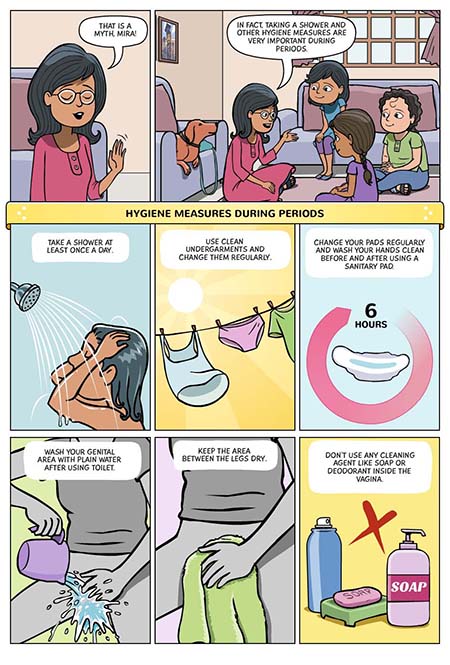 THAT IS A
MYTH, MIRA!
IN FACT, TAKING A SHOWER AND
OTHER HYGIENE MEASURES ARE
VERY IMPORTANT DURING
PERIODS.
HYGIENE MEASURES DURING PERIODS
TAKE A SHOWER AT
LEAST ONCE A DAY.
USE CLEAN
UNDERGARMENTS AND
CHANGE THEM REGULARLY.
CHANGE YOUR PADS REGULARLY
AND WASH YOUR HANDS CLEAN
BEFORE AND AFTER USING A
SANITARY PAD.
6
HOURS
WASH YOUR GENITAL
AREA WITH PLAIN WATER
AFTER USING TOILET.
KEEP THE AREA
BETWEEN THE LEGS DRY.
DON'T USE ANY CLEANING
AGENT LIKE SOAP OR
DEODORANT INSIDE THE
VAGINA.
SOAP
SOAP